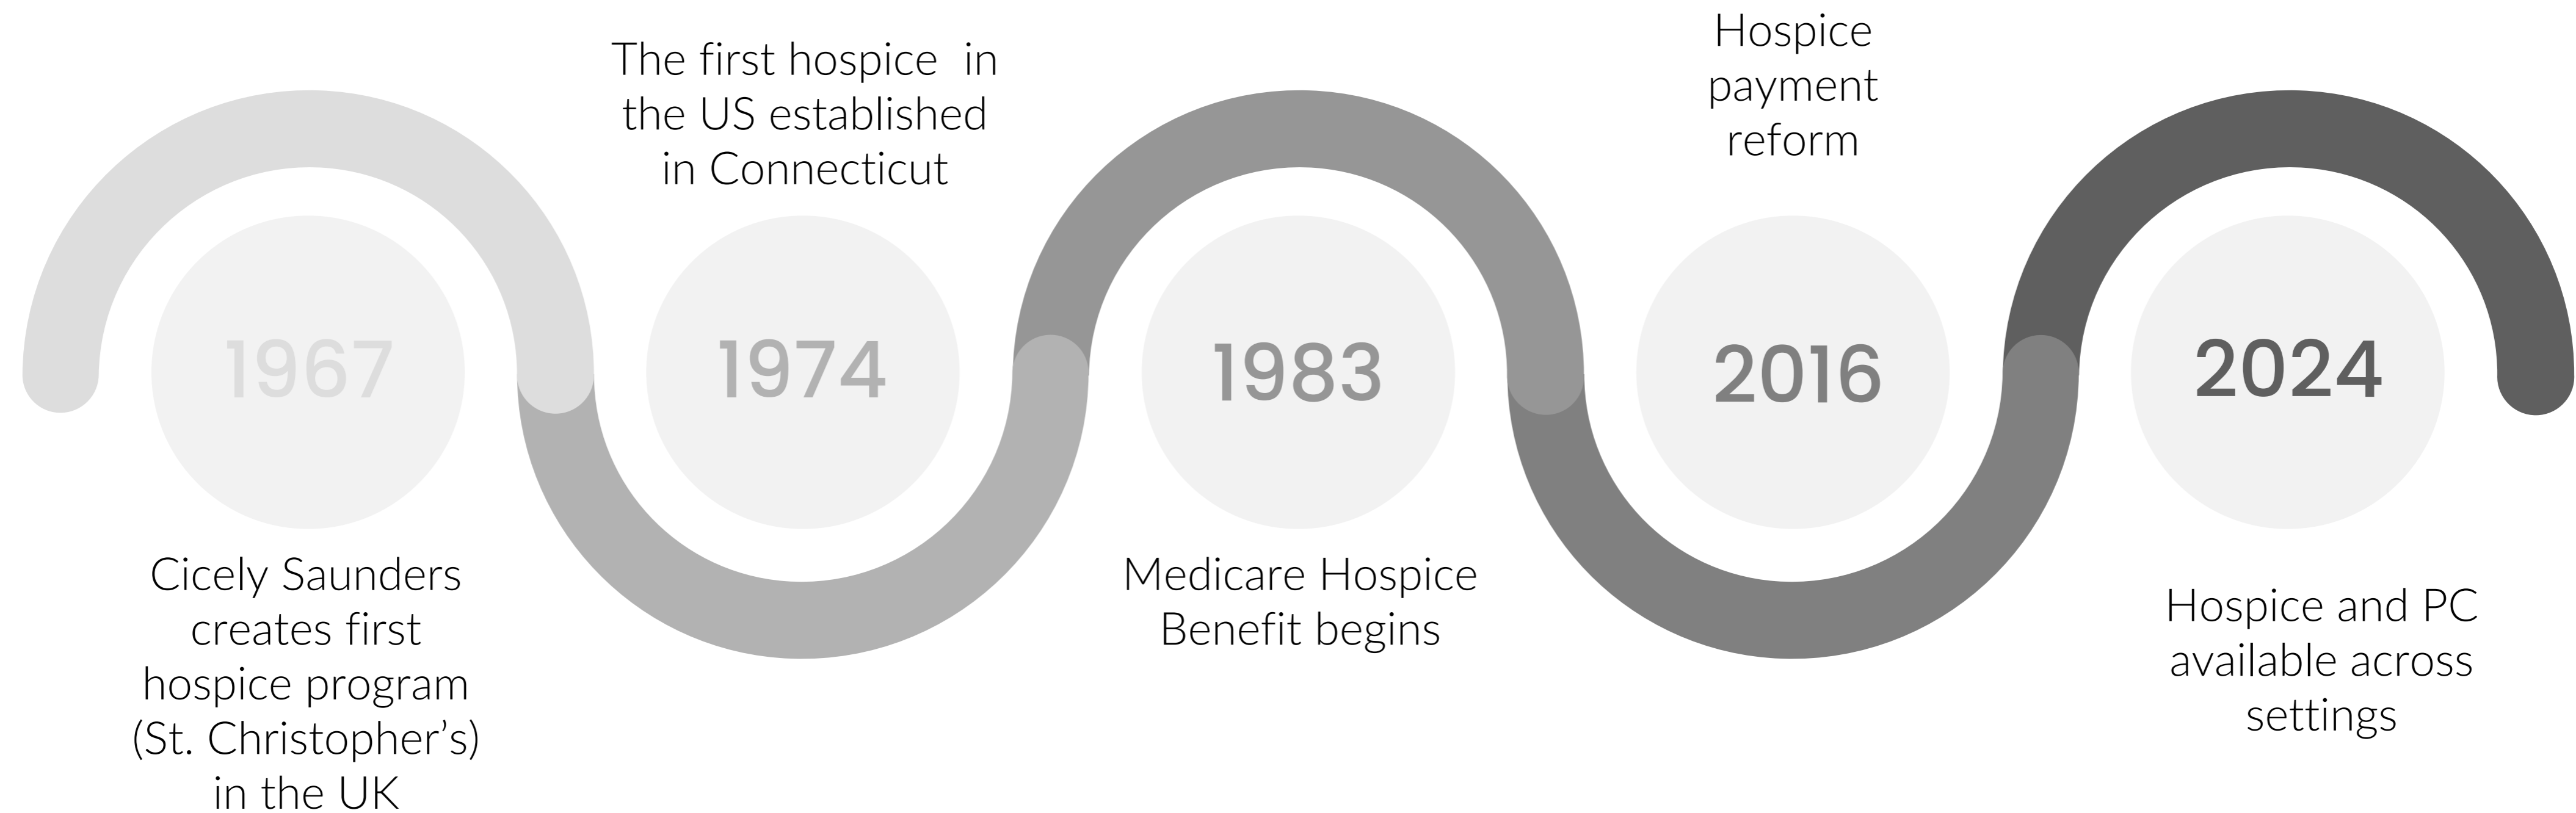 1967
Cicely Saunders
creates first
hospice program
(St. Christopher’s)
in the UK
The first hospice  in
the US established
in Connecticut
1974
1983
Medicare Hospice
Benefit begins
Hospice
payment
reform
2016
2024
Hospice and PC
available across
settings